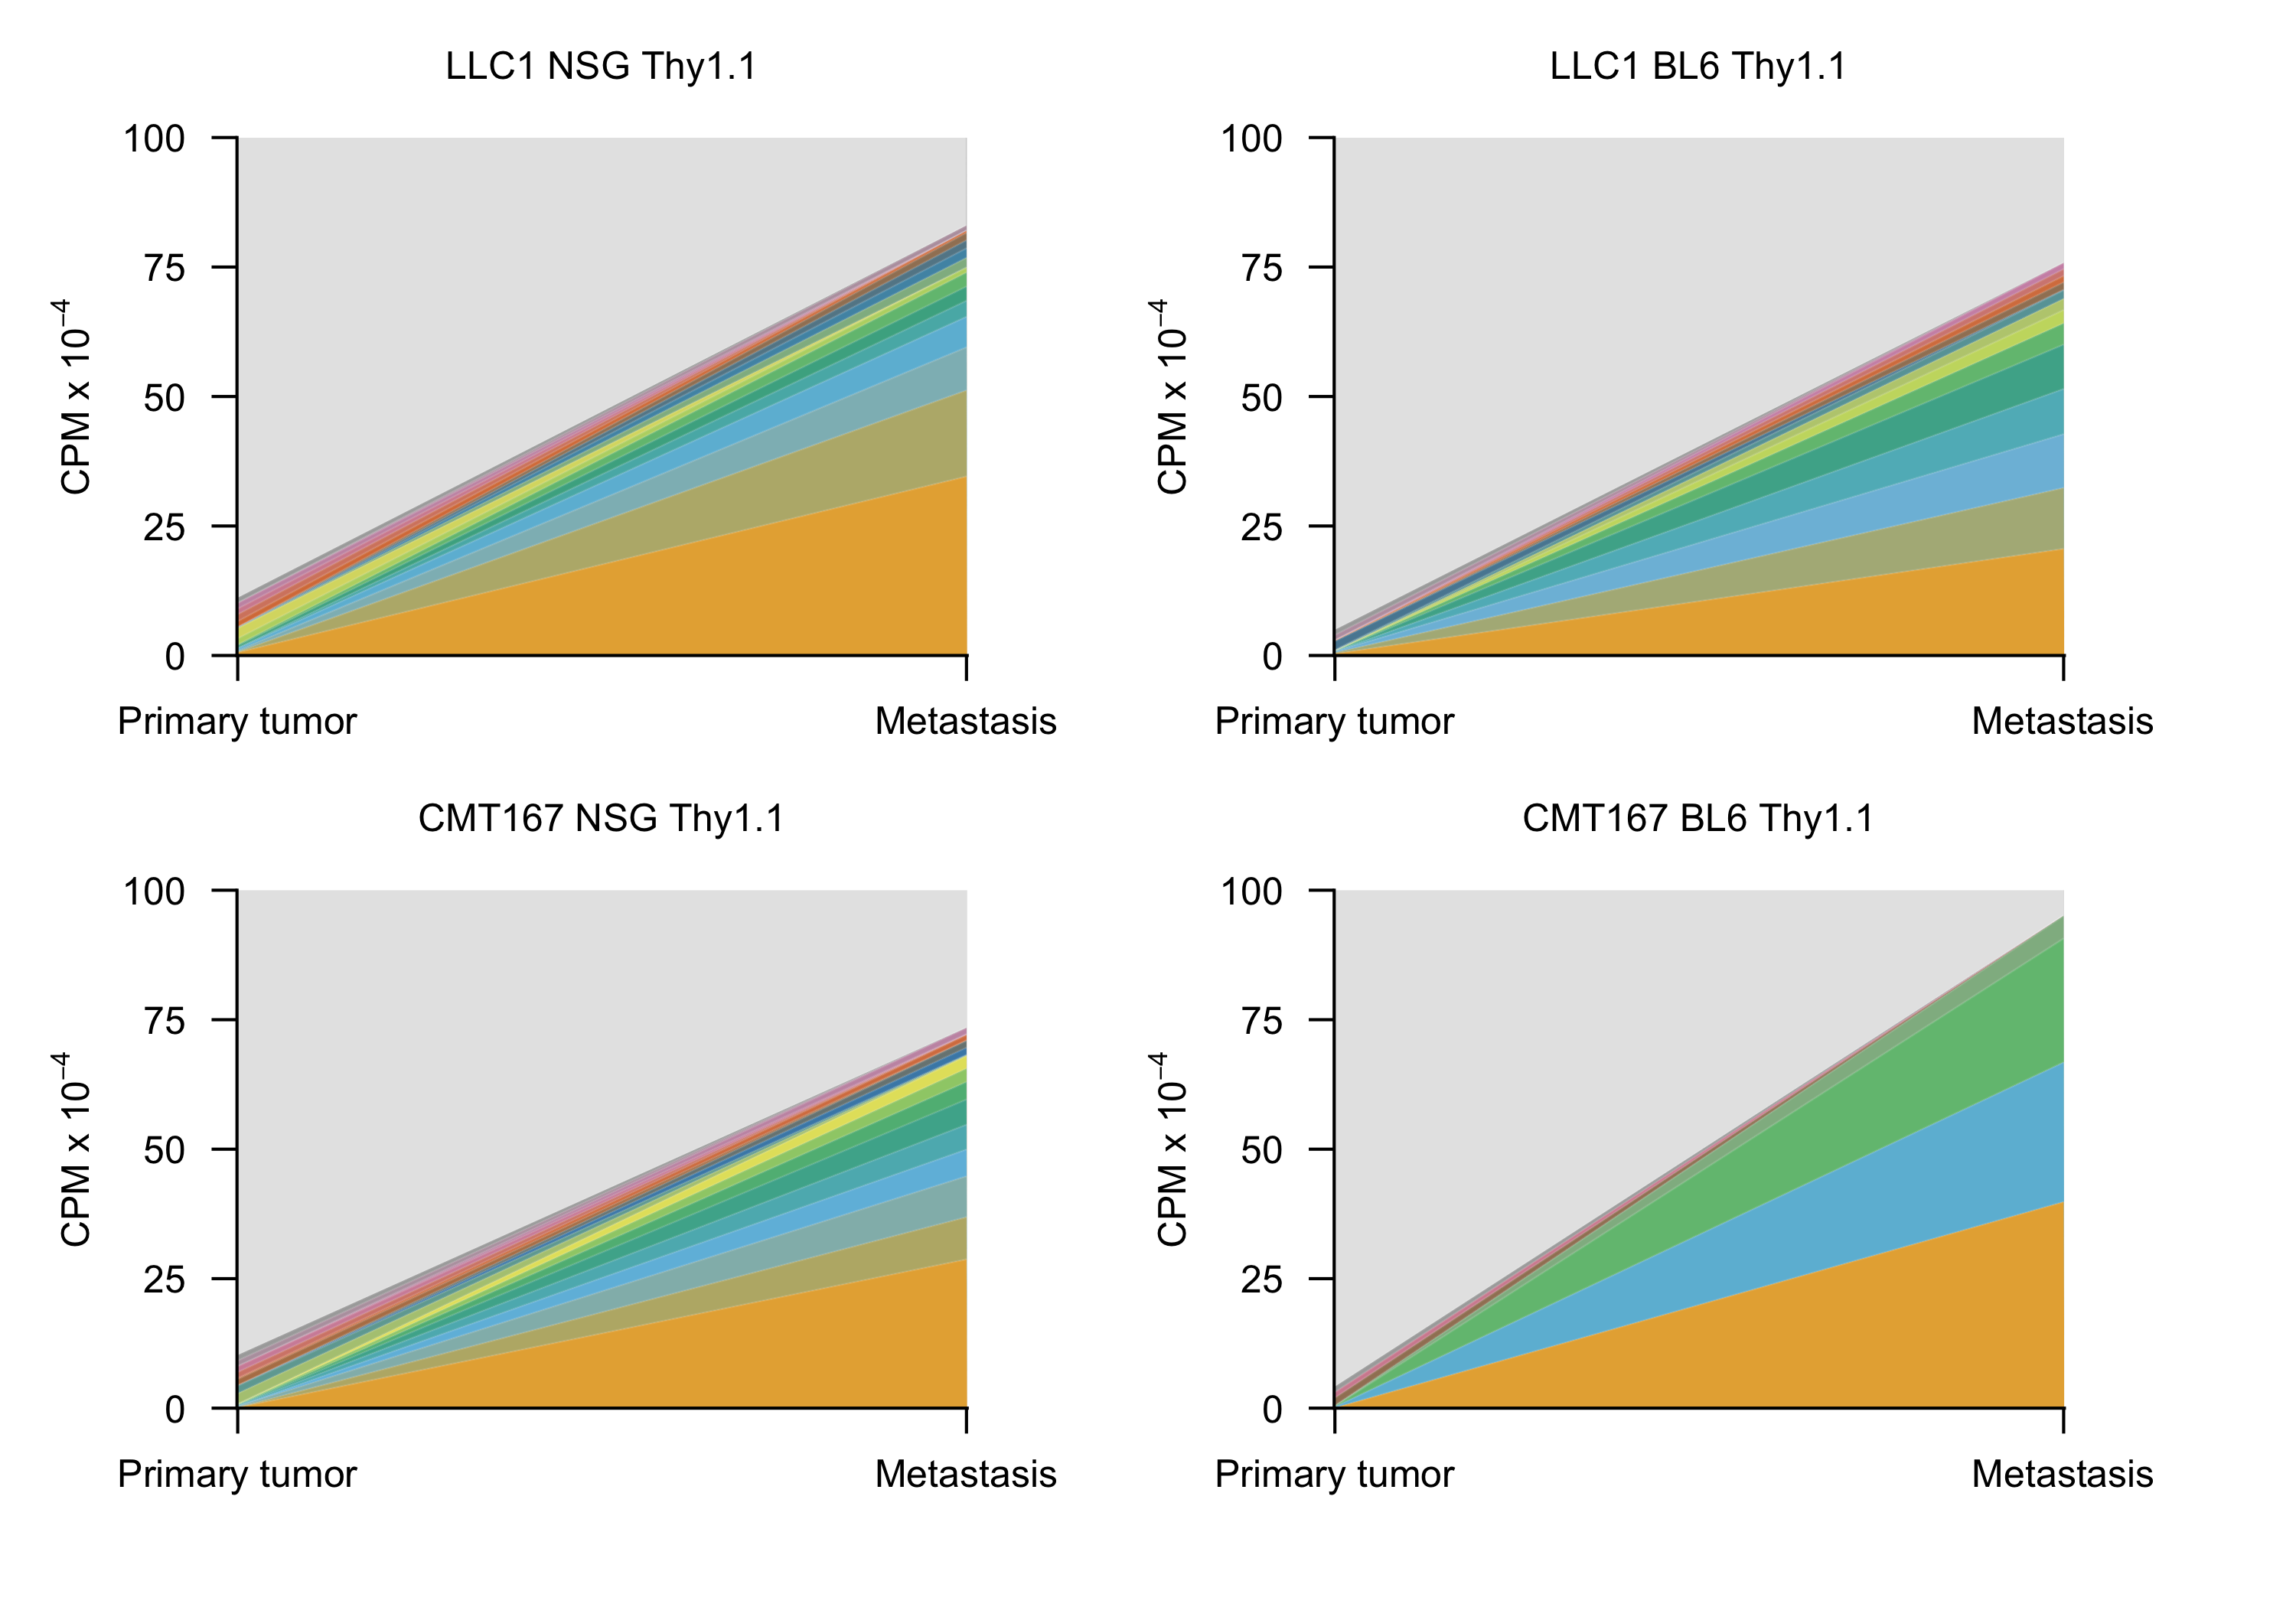 LLC1 NSG Thy1.1
100
75
50
25
0
CPM x 10⁻⁴
Primary tumor
Metastasis
LLC1 BL6 Thy1.1
100
75
50
25
0
CPM x 10⁻⁴
Primary tumor
Metastasis
CMT167 NSG Thy1.1
100
75
50
25
0
CPM x 10⁻⁴
Primary tumor
Metastasis
CMT167 BL6 Thy1.1
100
75
50
25
0
CPM x 10⁻⁴
Primary tumor
Metastasis